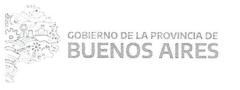 GOBIERNO DE LA PROVINCIA DE
BUENOS AIRES